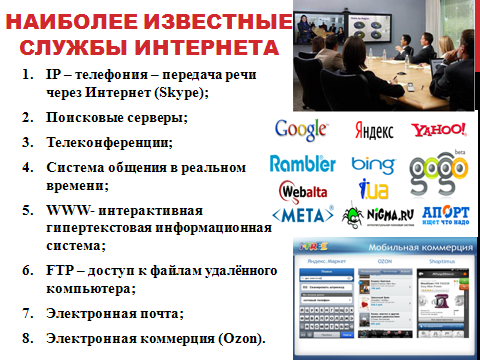 НАИБОЛЕЕ ИЗВЕСТНЫЕ
СЛУЖБЫ ИНТЕРНЕТА
1. IP – телефония – передача речи
через Интернет (Skype);
2. Поисковые серверы;
3. Телеконференции;
4. Система общения в реальном
времени;
5. WWW- интерактивная
гипертекстовая информационная
система;
6. FTP – доступ к файлам удалённого
компьютера;
7. Электронная почта;
8. Электронная коммерция (Ozon).
Google Яндекс YAHOO!
Rambler bing gogo
beta
Webalta i.ua
<META> NiGMA.RU АПОРТ
ищет что надо
Мобильная коммерция
Яндекс.Маркет OZON Shoptimus